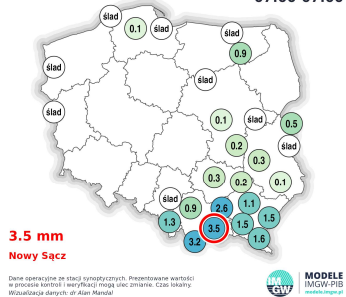 ślad
0.1
ślad
ślad
0.9
ślad
ślad
ślad
0.1
ślad
0.5
0.2
ślad
0.3
0.3
0.2
0.1
ślad
0.9
2.6
1.1
1.3
3.5
1.5
1.5
3.2
1.6
3.5 mm
Nowy Sącz
Dane operacyjne ze stacji synoptycznych. Prezentowane wartości
w procesie kontroli i weryfikacji mogą ulec zmianie. Czas lokalny.
Wizualizacja danych: dr Alan Mandal
IM
GW
MODELE
IMGW-PIB
modele.imgw.pl